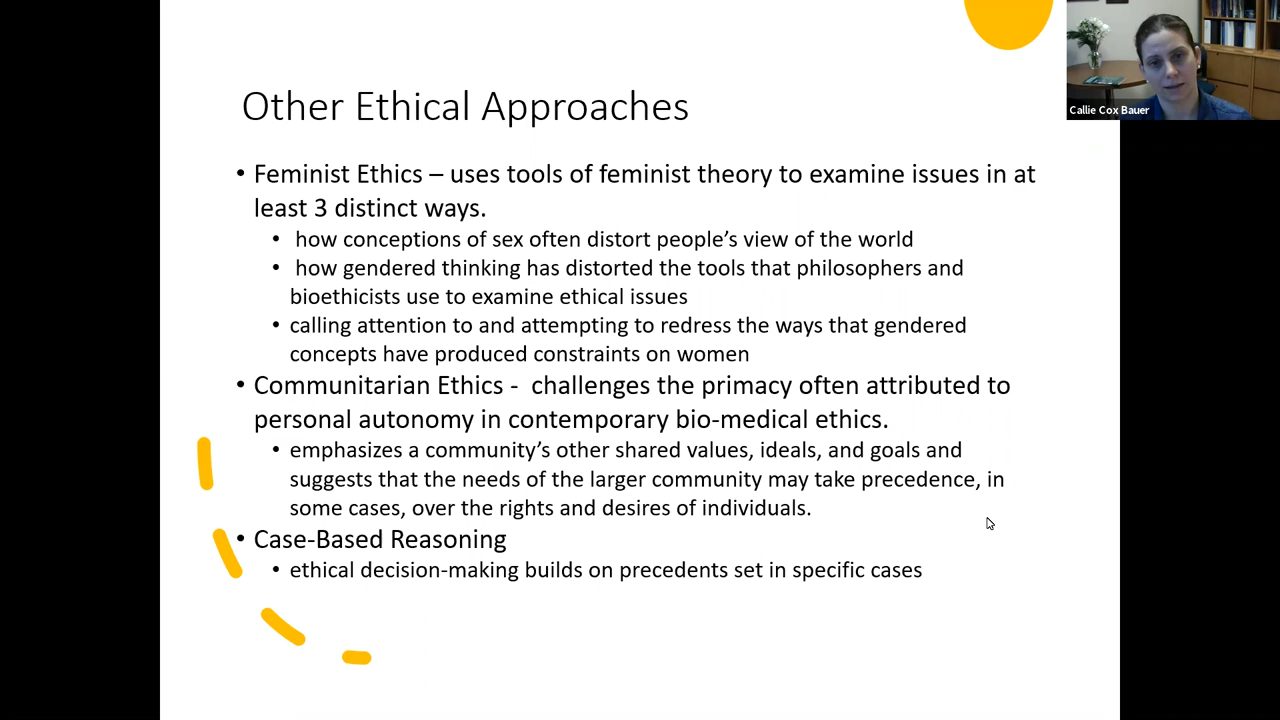 Other Ethical Approaches
• Feminist Ethics – uses tools of feminist theory to examine issues in at
least 3 distinct ways.
• how conceptions of sex often distort people’s view of the world
• how gendered thinking has distorted the tools that philosophers and
bioethicists use to examine ethical issues
• calling attention to and attempting to redress the ways that gendered
concepts have produced constraints on women
• Communitarian Ethics - challenges the primacy often attributed to
personal autonomy in contemporary bio-medical ethics.
• emphasizes a community’s other shared values, ideals, and goals and
suggests that the needs of the larger community may take precedence, in
some cases, over the rights and desires of individuals.
• Case-Based Reasoning
• ethical decision-making builds on precedents set in specific cases
Callie Cox Bauer